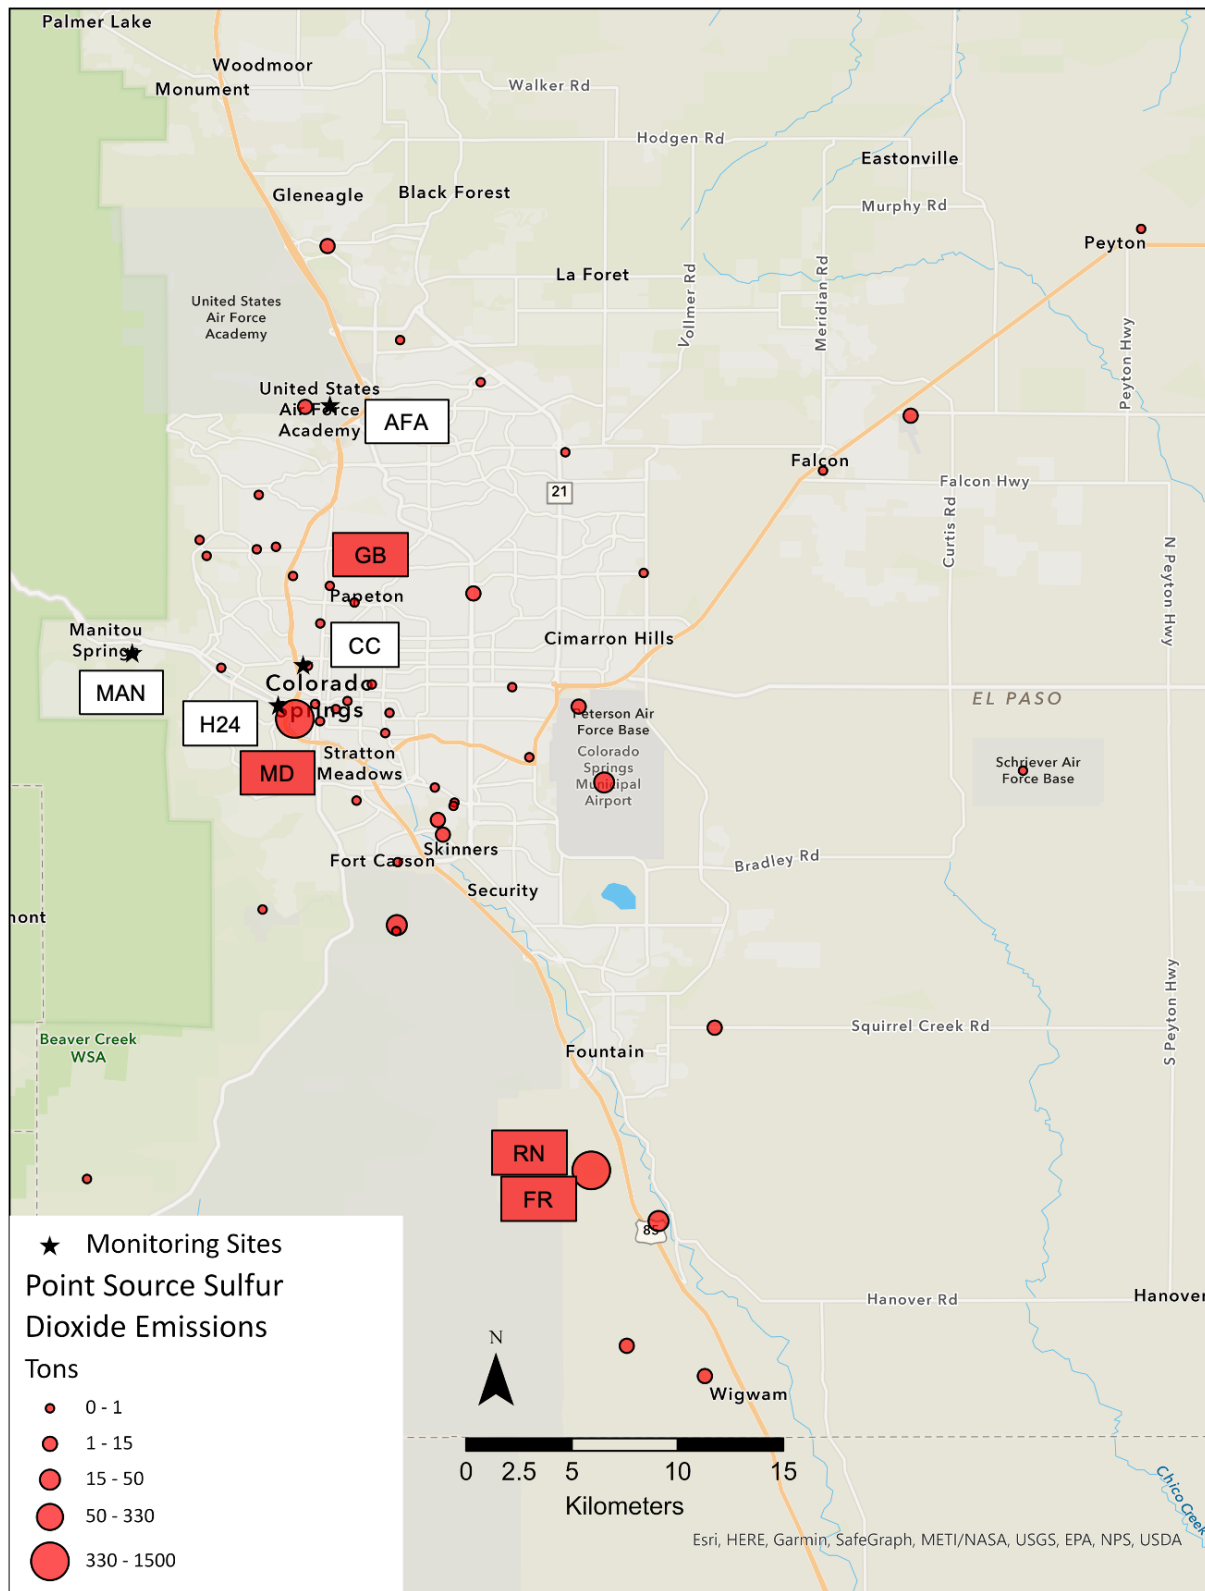 Palmer Lake
Woodmoor
Monument
Walker Rd
Hodgen Rd
Eastonville
Gleneagle
Black Forest
Murphy Rd
Peyton
La Foret
Vollmer Rd
Meridian Rd
United States
Air Force
Academy
Peyton Hwy
United States
Air Force
Academy
AFA
Falcon
21
Falcon Hwy
Curtis Rd
N Peyton Hwy
GB
Papeton
Manitou
Springs
CC
Cimarron Hills
MAN
Colorado
Springs
H24
EL PASO
Peterson Air
Force Base
Stratton
Meadows
MD
Colorado
Springs
Municipal
Airport
Schriever Air
Force Base
Skinners
Fort Carson
Bradley Rd
Security
mont
S Peyton Hwy
Beaver Creek
WSA
Squirrel Creek Rd
Fountain
RN
FR
85
Hanover Rd
Hanover
Monitoring Sites
Point Source Sulfur
Dioxide Emissions
Tons
0 - 1
1 - 15
15 - 50
50 - 330
330 - 1500
N
Wigwam
0 2.5 5 10 15
Kilometers
Chico Creek
Esri, HERE, Garmin, SafeGraph, METI/NASA, USGS, EPA, NPS, USDA